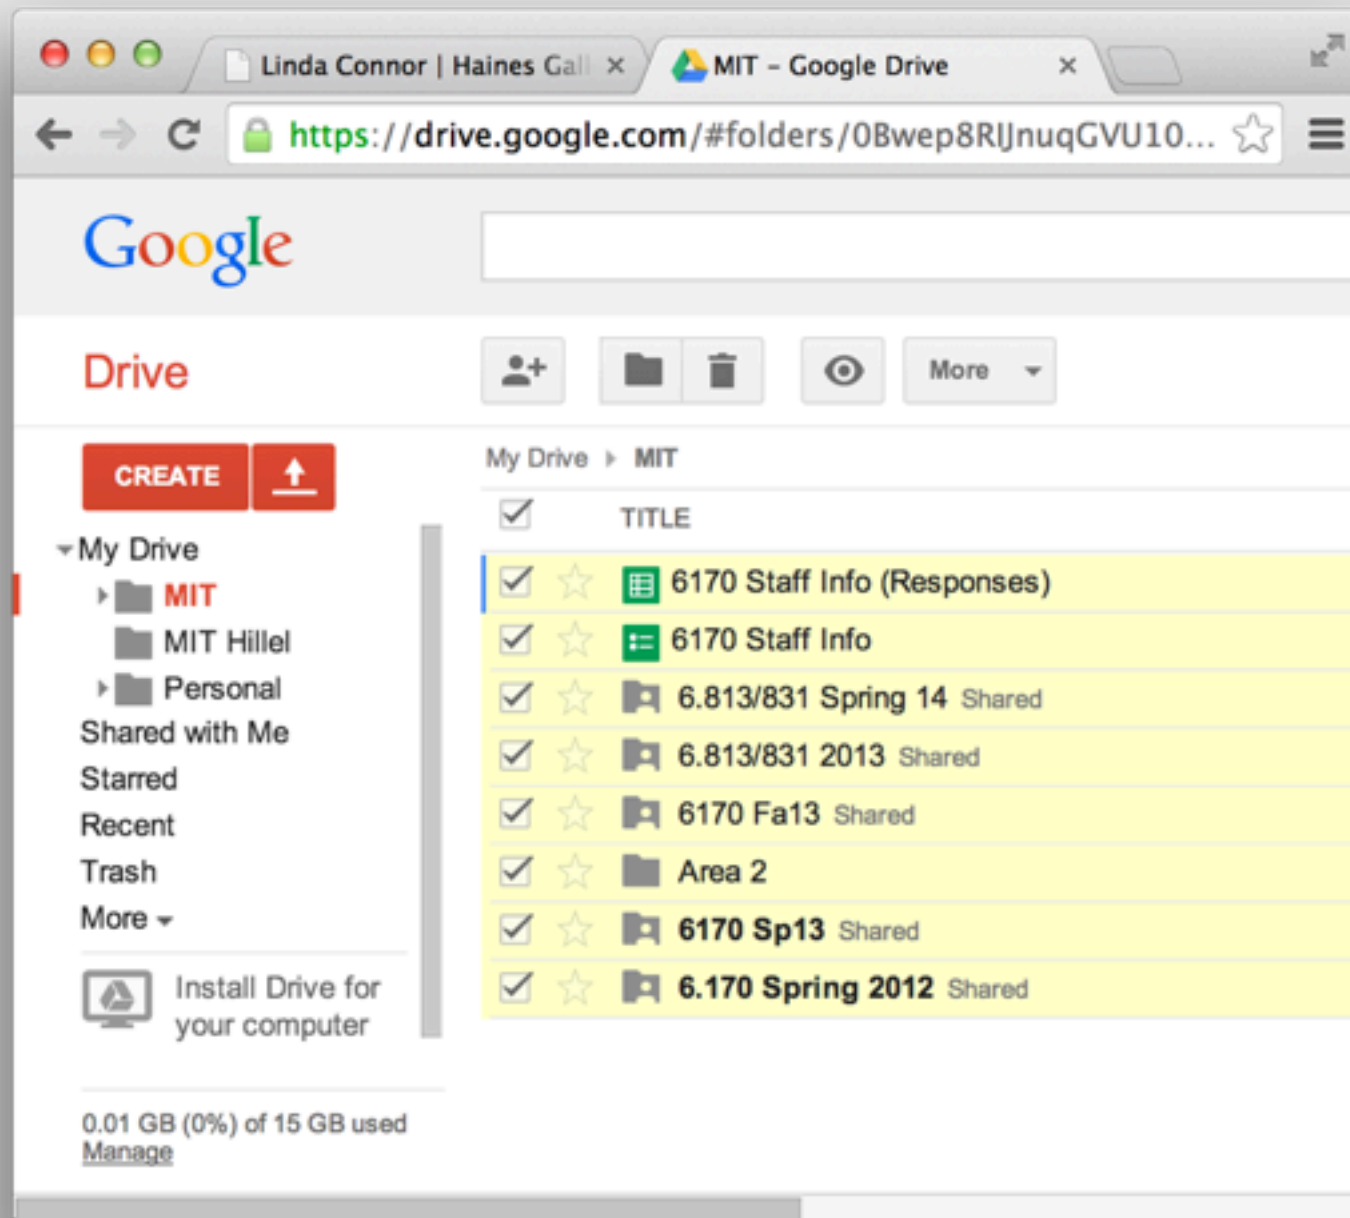 Linda Connor | Haines Gall
MIT – Google Drive
https://drive.google.com/#folders/0Bwep8RIJnuqGVU10...
Google
Drive
More
CREATE
My Drive
MIT
MIT Hillel
Personal
Shared with Me
Starred
Recent
Trash
More
Install Drive for
your computer
0.01 GB (0%) of 15 GB used
Manage
My Drive MIT
TITLE
6170 Staff Info (Responses)
6170 Staff Info
6.813/831 Spring 14 Shared
6.813/831 2013 Shared
6170 Fa13 Shared
Area 2
6170 Sp13 Shared
6.170 Spring 2012 Shared